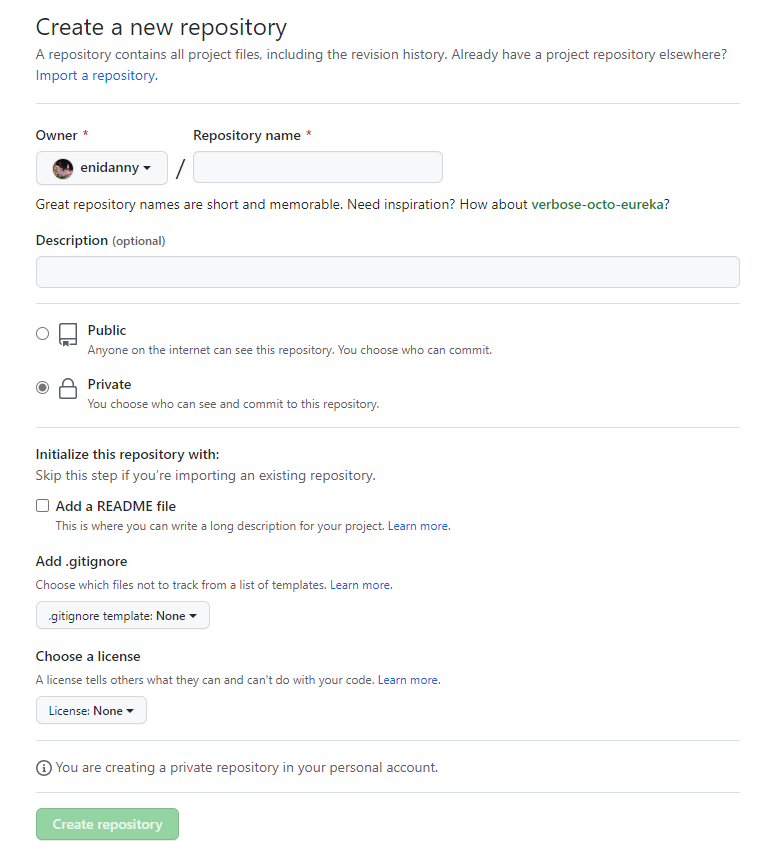 Create a new repository
A repository contains all project files, including the revision history. Already have a project repository elsewhere?
Import a repository.
Owner * Repository name *
enidanny /
Great repository names are short and memorable. Need inspiration? How about verbose-octo-eureka?
Description (optional)
Public
Anyone on the internet can see this repository. You choose who can commit.
Private
You choose who can see and commit to this repository.
Initialize this repository with:
Skip this step if you're importing an existing repository.
Add a README file
This is where you can write a long description for your project. Learn more.
Add .gitignore
Choose which files not to track from a list of templates. Learn more.
.gitignore template: None
Choose a license
A license tells others what they can and can't do with your code. Learn more.
License: None
You are creating a private repository in your personal account.
Create repository